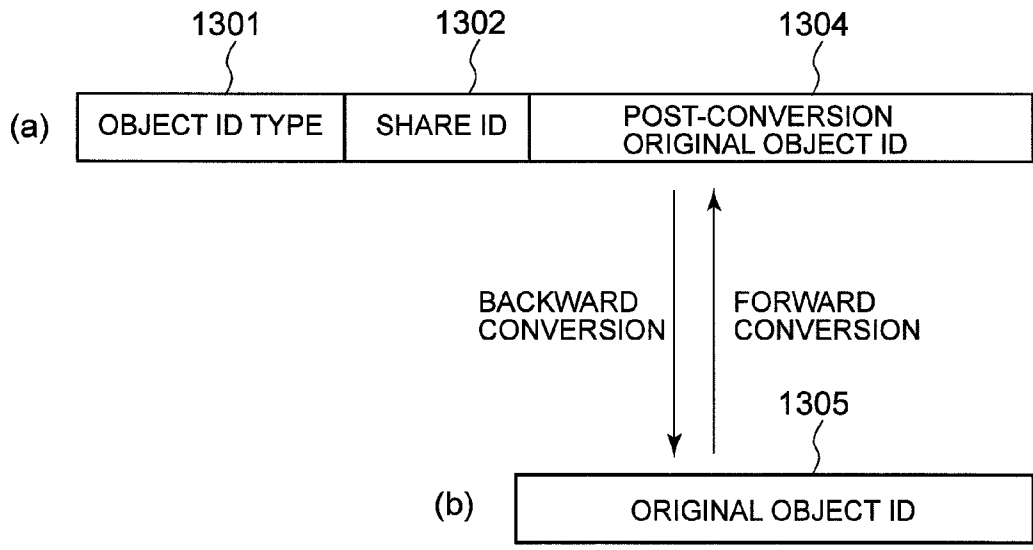 1301 1302 1304
(a) OBJECT ID TYPE SHARE ID POST-CONVERSION
ORIGINAL OBJECT ID
BACKWARD
CONVERSION
FORWARD
CONVERSION
1305
(b) ORIGINAL OBJECT ID